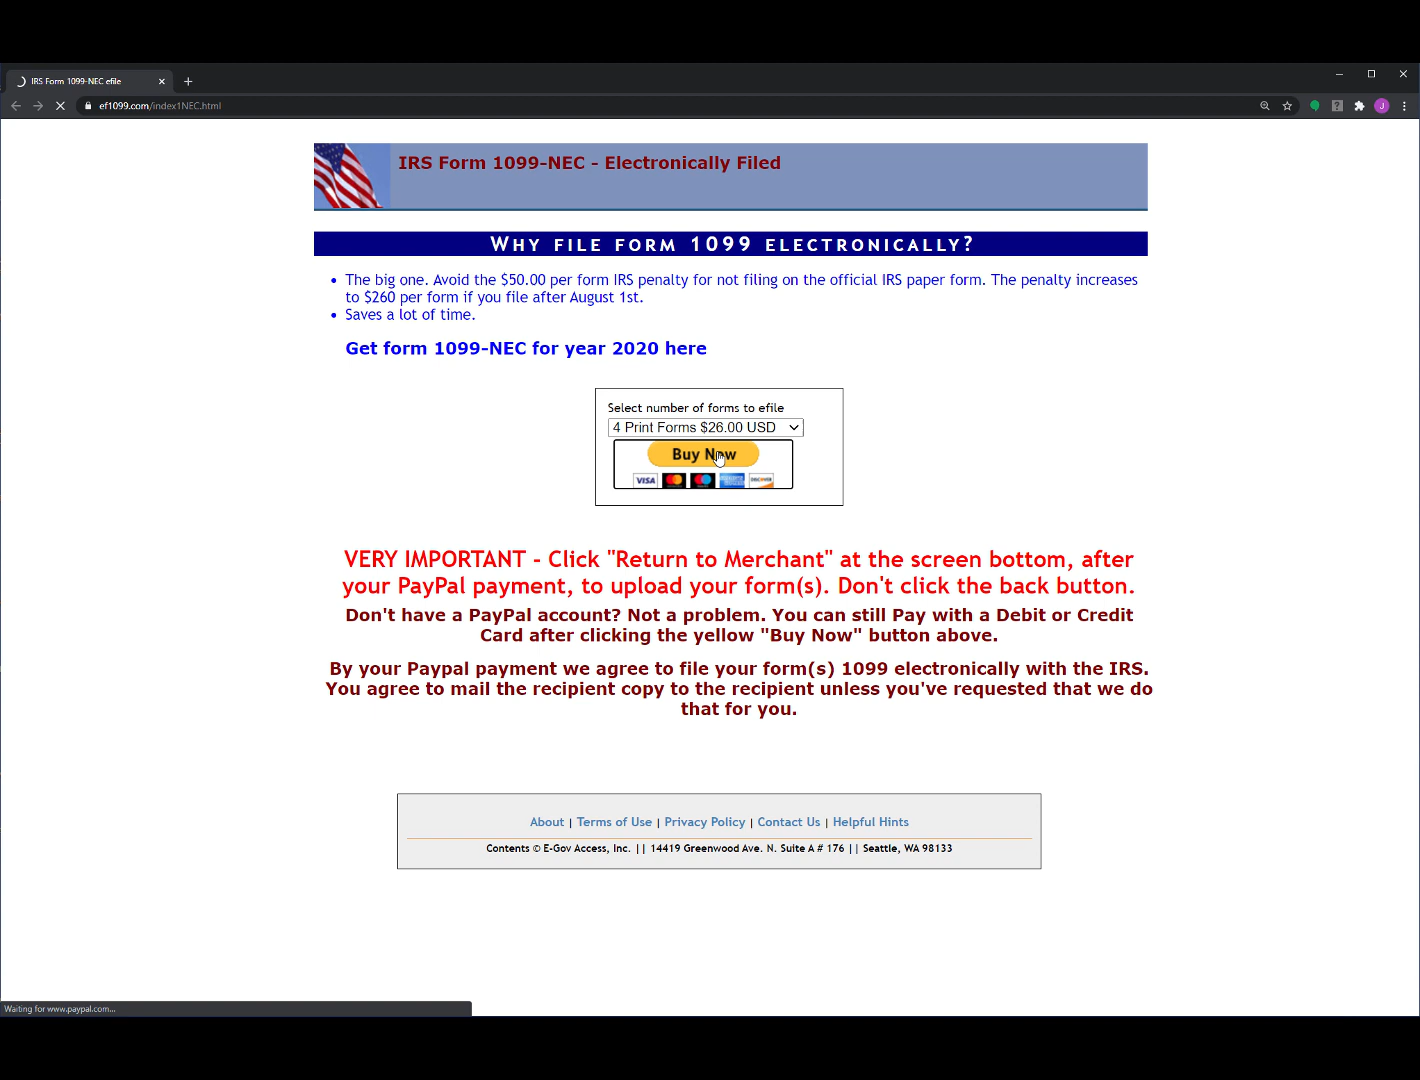 IRS Form 1099-NEC efile
ef1099.com/index1NEC.html
J
IRS Form 1099-NEC - Electronically Filed
WHY FILE FORM 1099 ELECTRONICALLY?
• The big one. Avoid the $50.00 per form IRS penalty for not filing on the official IRS paper form. The penalty increases
to $260 per form if you file after August 1st.
• Saves a lot of time.
Get form 1099-NEC for year 2020 here
Select number of forms to efile
4 Print Forms $26.00 USD
Buy Now
VISA
DISCOVER
VERY IMPORTANT - Click "Return to Merchant" at the screen bottom, after
your PayPal payment, to upload your form(s). Don't click the back button.
Don't have a PayPal account? Not a problem. You can still Pay with a Debit or Credit
Card after clicking the yellow "Buy Now" button above.
By your Paypal payment we agree to file your form(s) 1099 electronically with the IRS.
You agree to mail the recipient copy to the recipient unless you've requested that we do
that for you.
About | Terms of Use | Privacy Policy | Contact Us | Helpful Hints
Contents © E-Gov Access, Inc. || 14419 Greenwood Ave. N. Suite A # 176 || Seattle, WA 98133
Waiting for www.paypal.com...